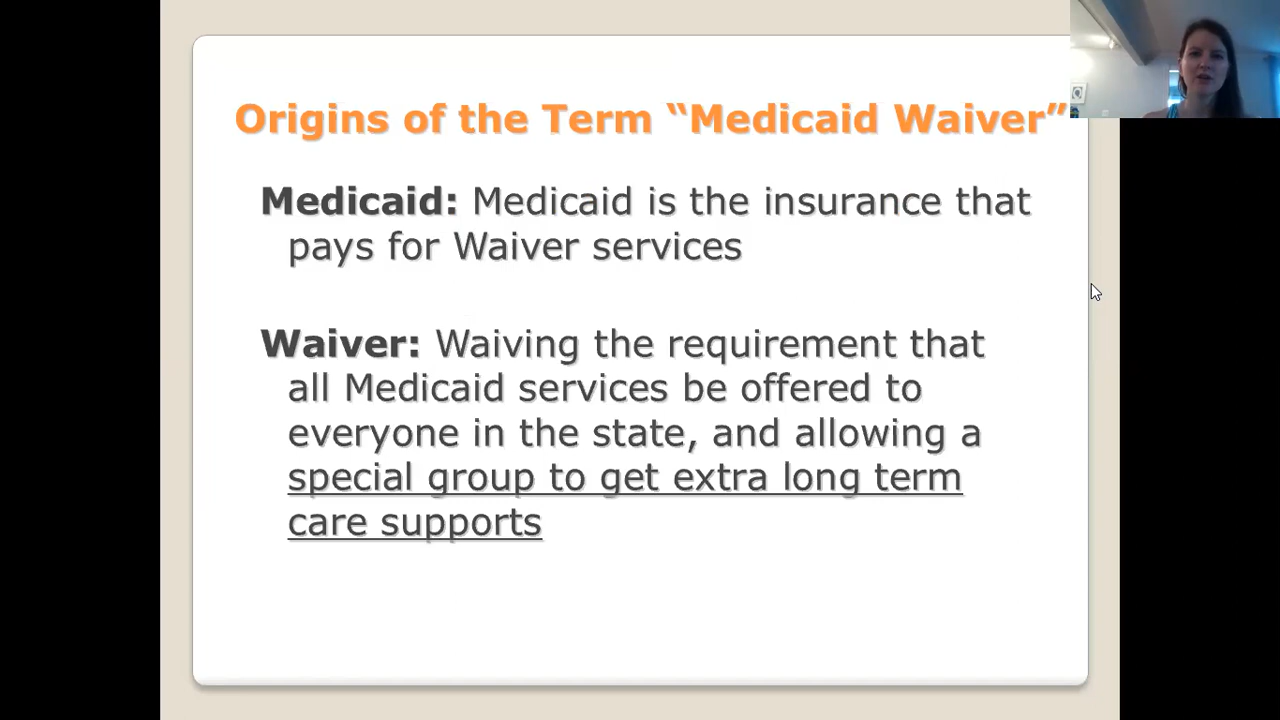 Origins of the Term “Medicaid Waiver”
Medicaid: Medicaid is the insurance that
pays for Waiver services
Waiver: Waiving the requirement that
all Medicaid services be offered to
everyone in the state, and allowing a
special group to get extra long term
care supports